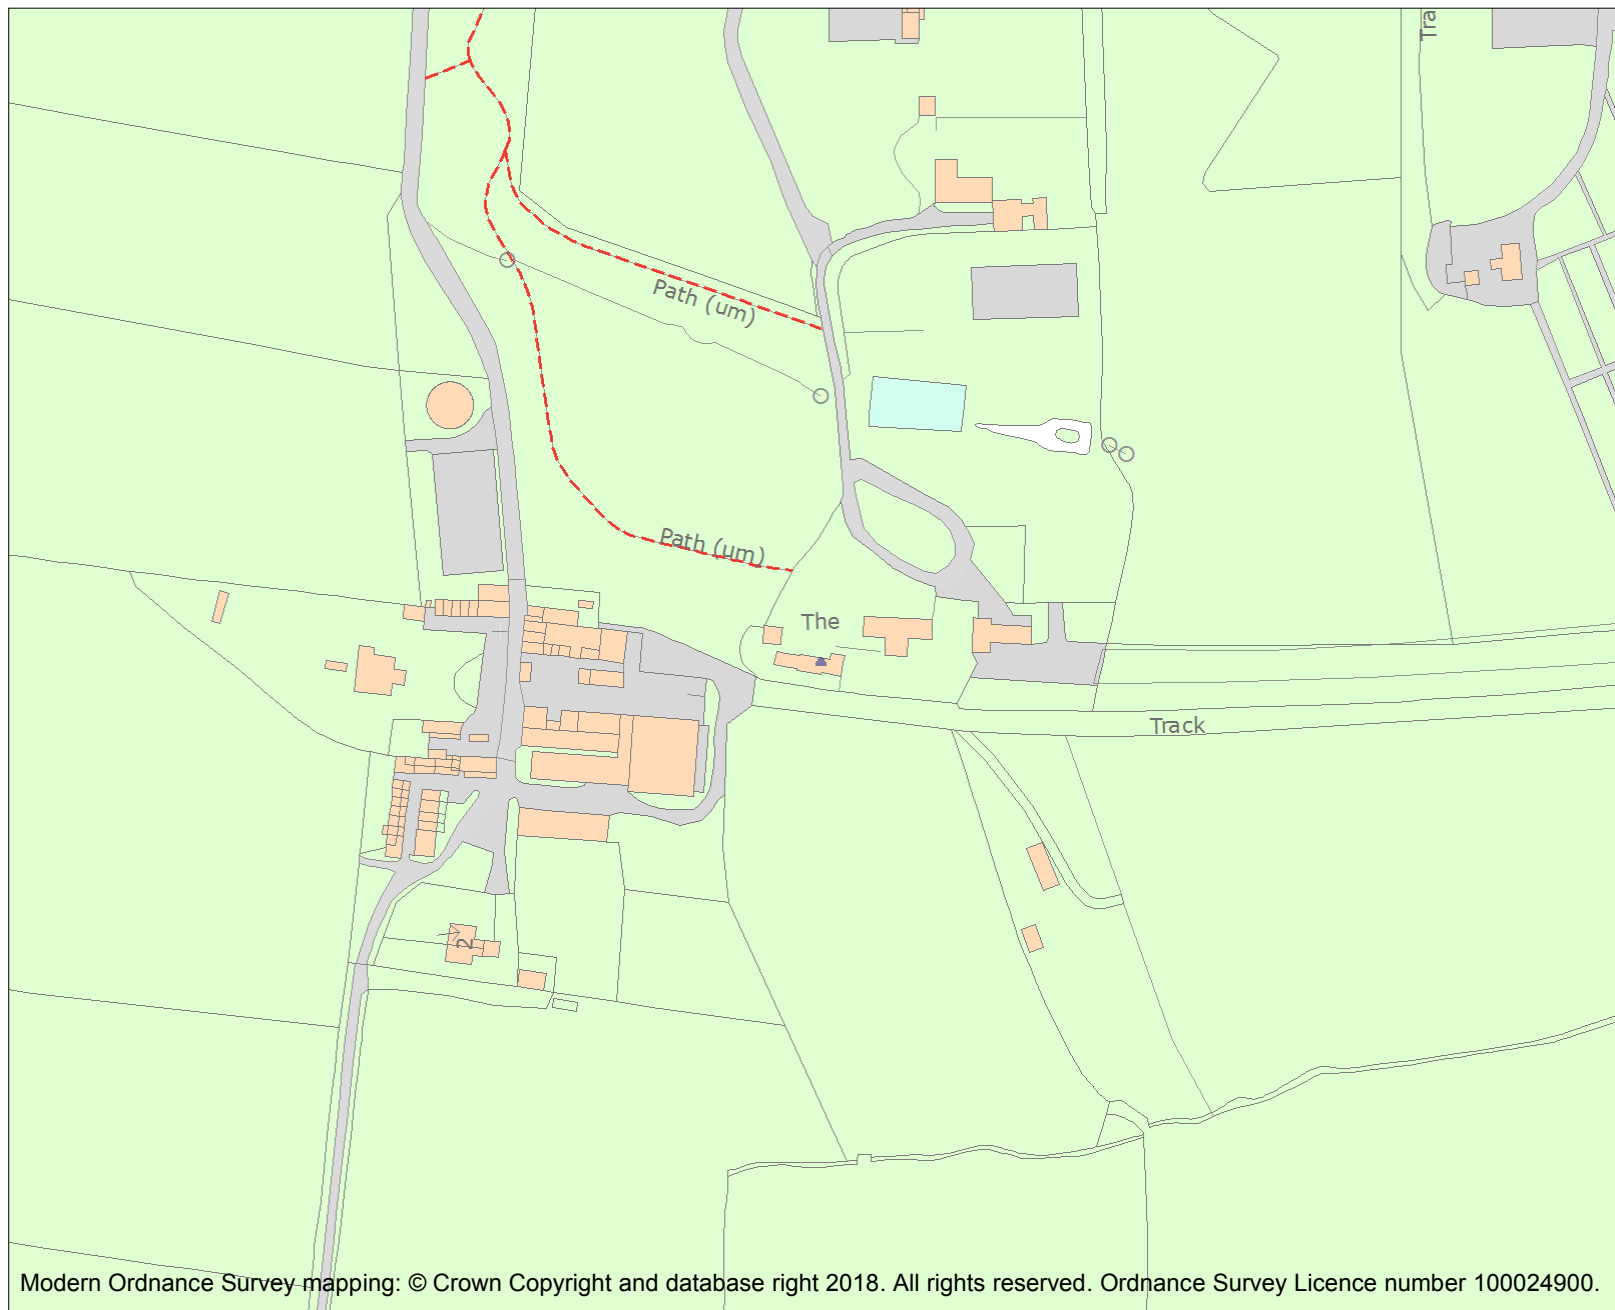 Tra
Path (um)
Path (um)
The
Track
2
Modern Ordnance Survey mapping: © Crown Copyright and database right 2018. All rights reserved. Ordnance Survey Licence number 100024900.